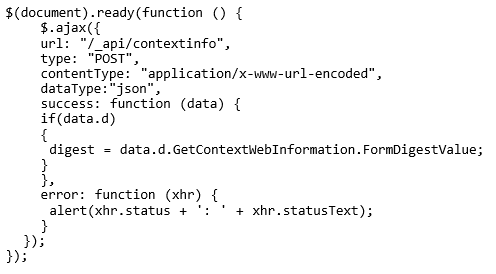 $(document).ready(function () {
$.ajax({
url: "/_api/contextinfo",
type: "POST",
contentType: "application/x-www-url-encoded",
dataType:"json",
success: function (data) {
if(data.d)
{
digest = data.d.GetContextWebInformation.FormDigestValue;
}
},
error: function (xhr) {
alert(xhr.status + ': ' + xhr.statusText);
}
});
});